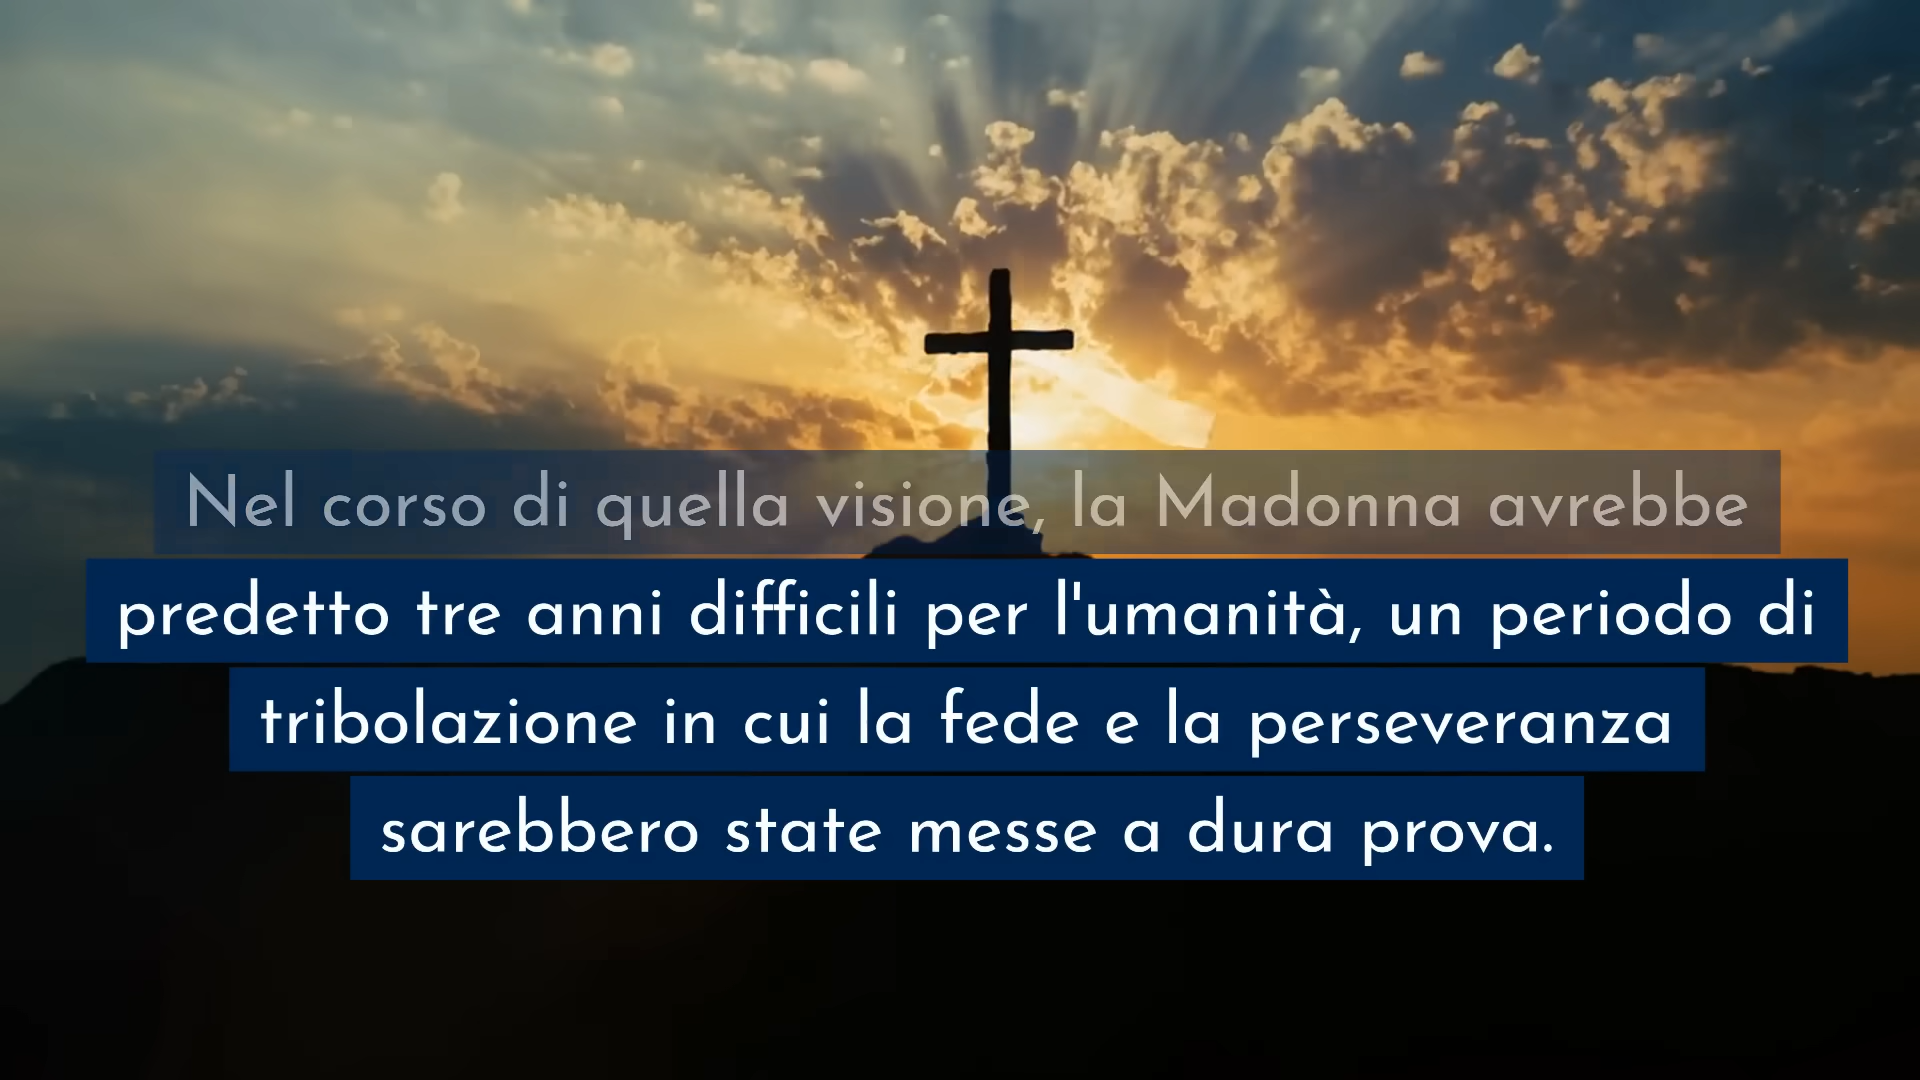 Nel corso di quella visione, la Madonna avrebbe
predetto tre anni difficili per l'umanità, un periodo di
tribolazione in cui la fede e la perseveranza
sarebbero state messe a dura prova.